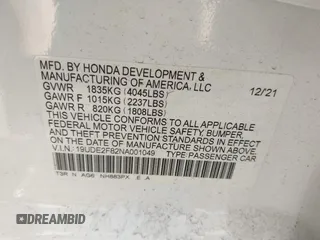 MFD. BY HONDA DEVELOPMENT &
MANUFACTURING OF AMERICA, LLC
GVWR 1835KG (4045LBS) 12/21
GAWR F 1015KG (2237LBS)
GAWR R 820KG (1808LBS)
THIS VEHICLE CONFORMS TO ALL APPLICABLE
FEDERAL MOTOR VEHICLE SAFETY, BUMPER,
AND THEFT PREVENTION STANDARDS IN EFFECT
ON THE DATE OF MANUFACTURE SHOWN ABOVE.
V.I.N.: 19UDE2F82NA001049 TYPE:PASSENGER CAR
NH883PX